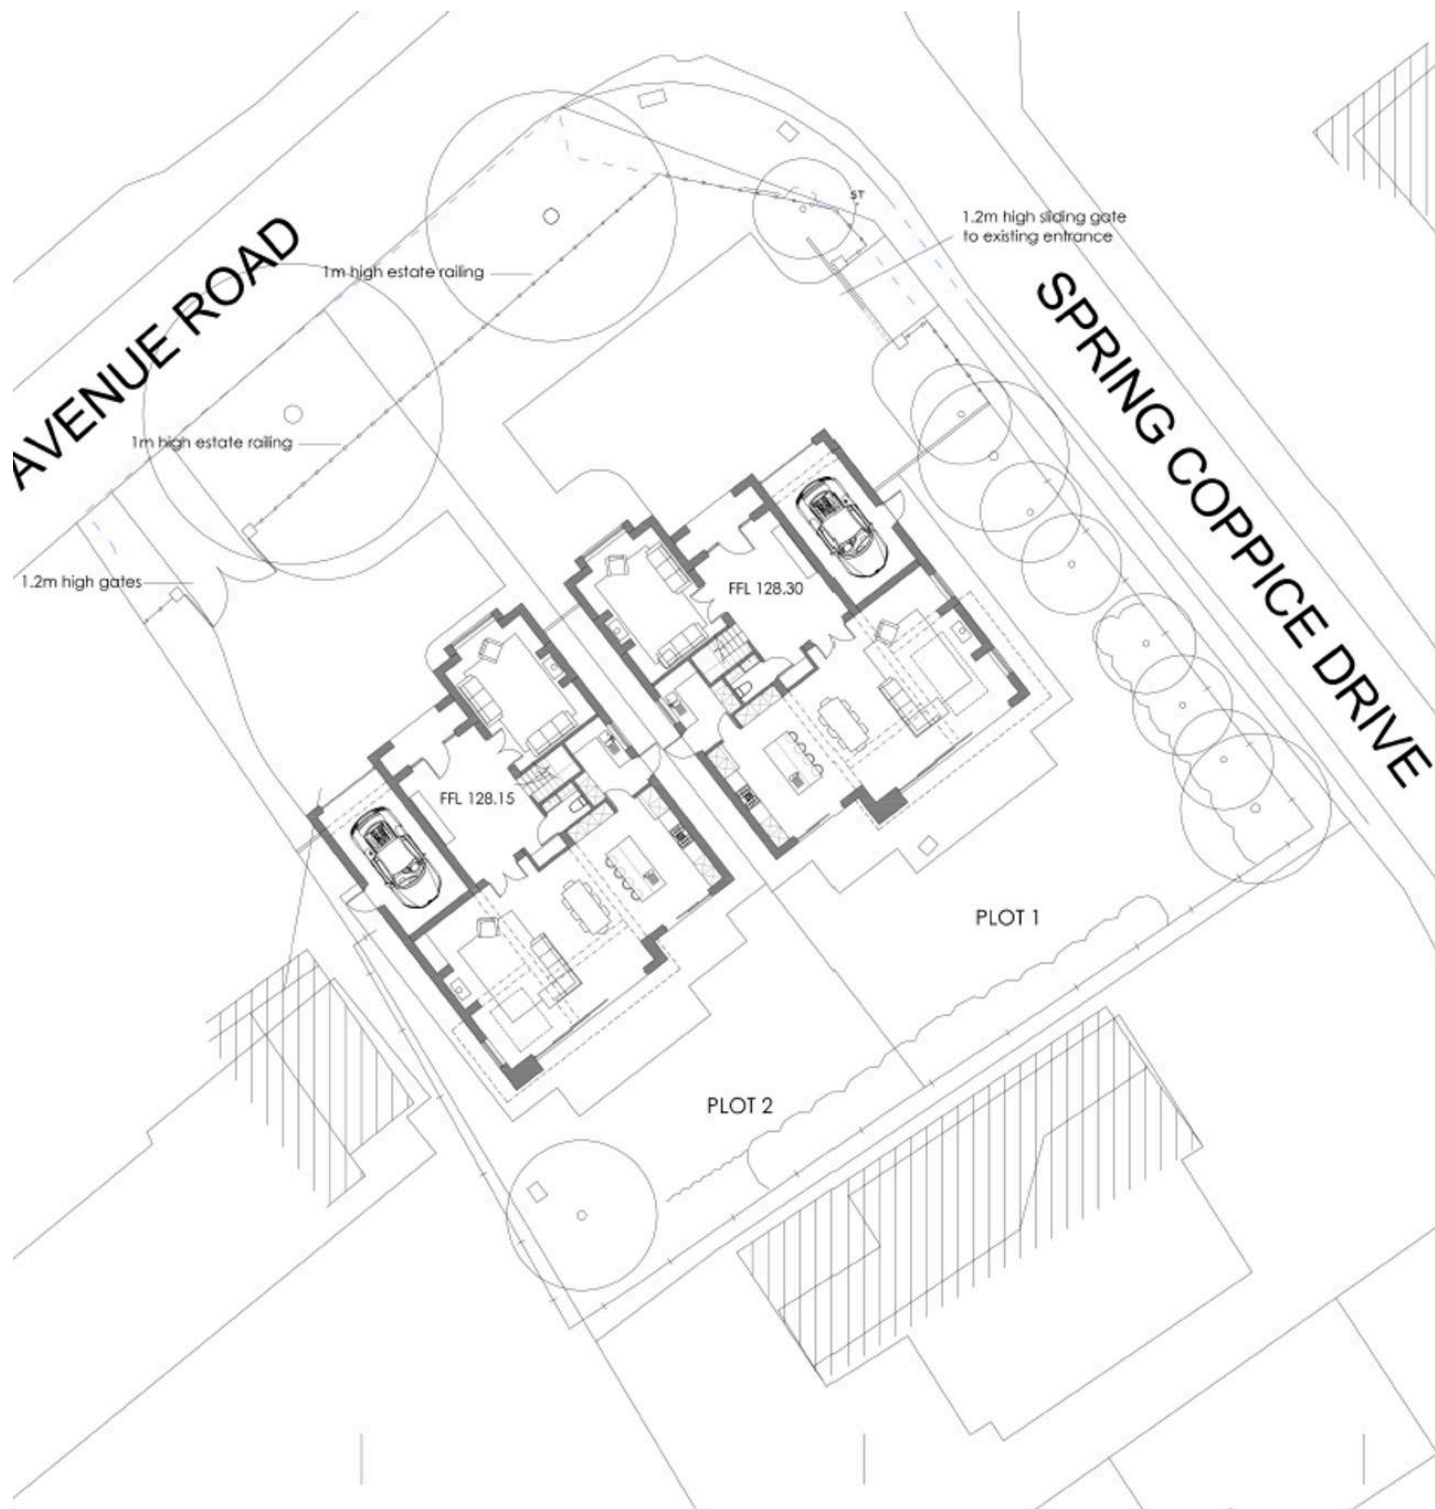 ST
1.2m high sliding gate
to existing entrance
AVENUE ROAD
1m high estate railing
SPRING COPPICE DRIVE
1m high estate railing
1.2m high gates
FFL 128.30
FFL 128.15
PLOT 1
PLOT 2